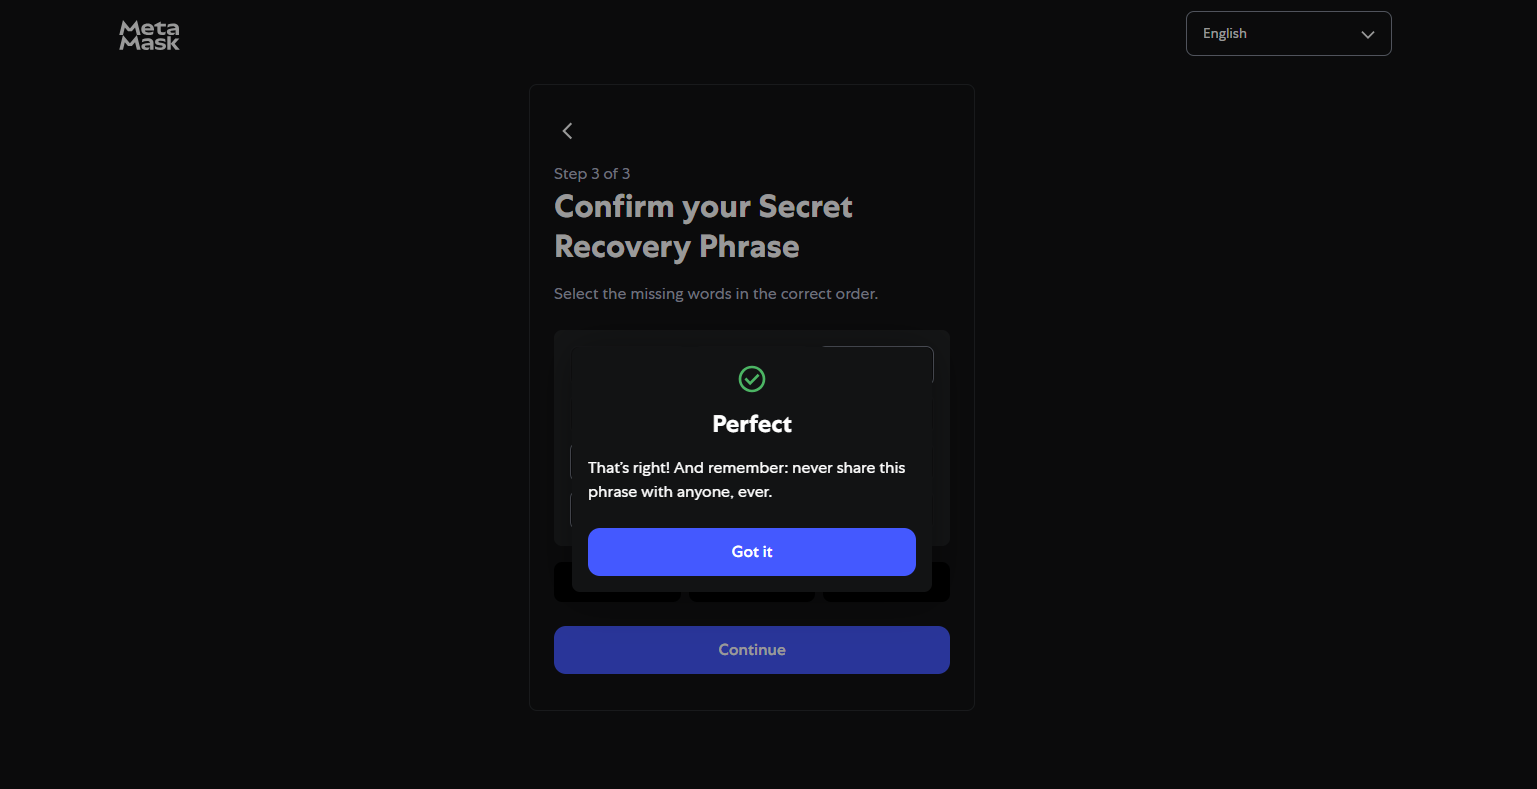 Meta
Mask
English
Step 3 of 3
Confirm your Secret
Recovery Phrase
Select the missing words in the correct order.
Perfect
That's right! And remember: never share this
phrase with anyone, ever.
Got it
Continue